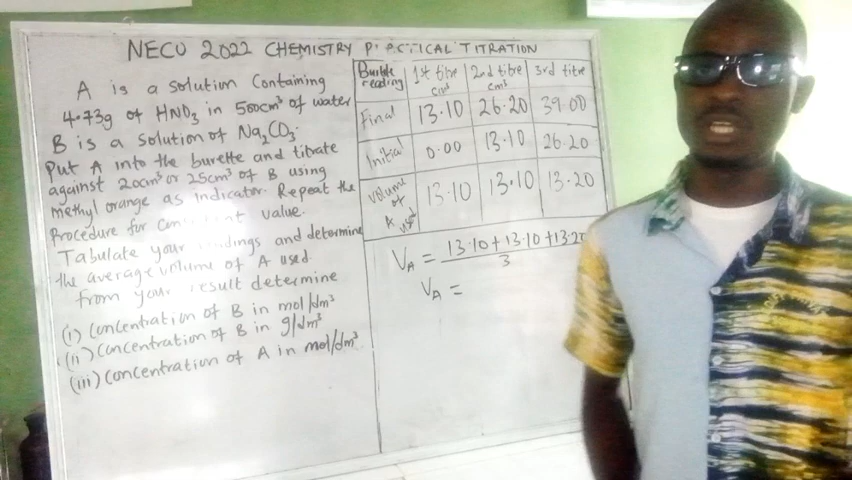 NECO 2022 CHEMISTRY P CTICAL TITRATION
A is a solution Containing
4.73g of HNO3 in 500cm³ of water
B is a solution of Na2CO3.
Put A into the burette and titrate
against 20cm³ or 25cm³ of B using
Methyl orange as indicator. Repeat the
Procedure for value.
Tabulate your and determine
the average volume of A used.
from your result determine
(i) Concentration of B in mol/dm³
(ii) Concentration of B in g/dm³
(iii) Concentration of A in mol/dm³.
Burette reading 1st titre cm³ 2nd titre cm³ 3rd titre
Final 13.10 26.20 39.00
Initial 0.00 13.10 26.20
Volume of A used 13.10 13.10 13.20
VA = 13.10 + 13.10 + 13.2
3
VA =